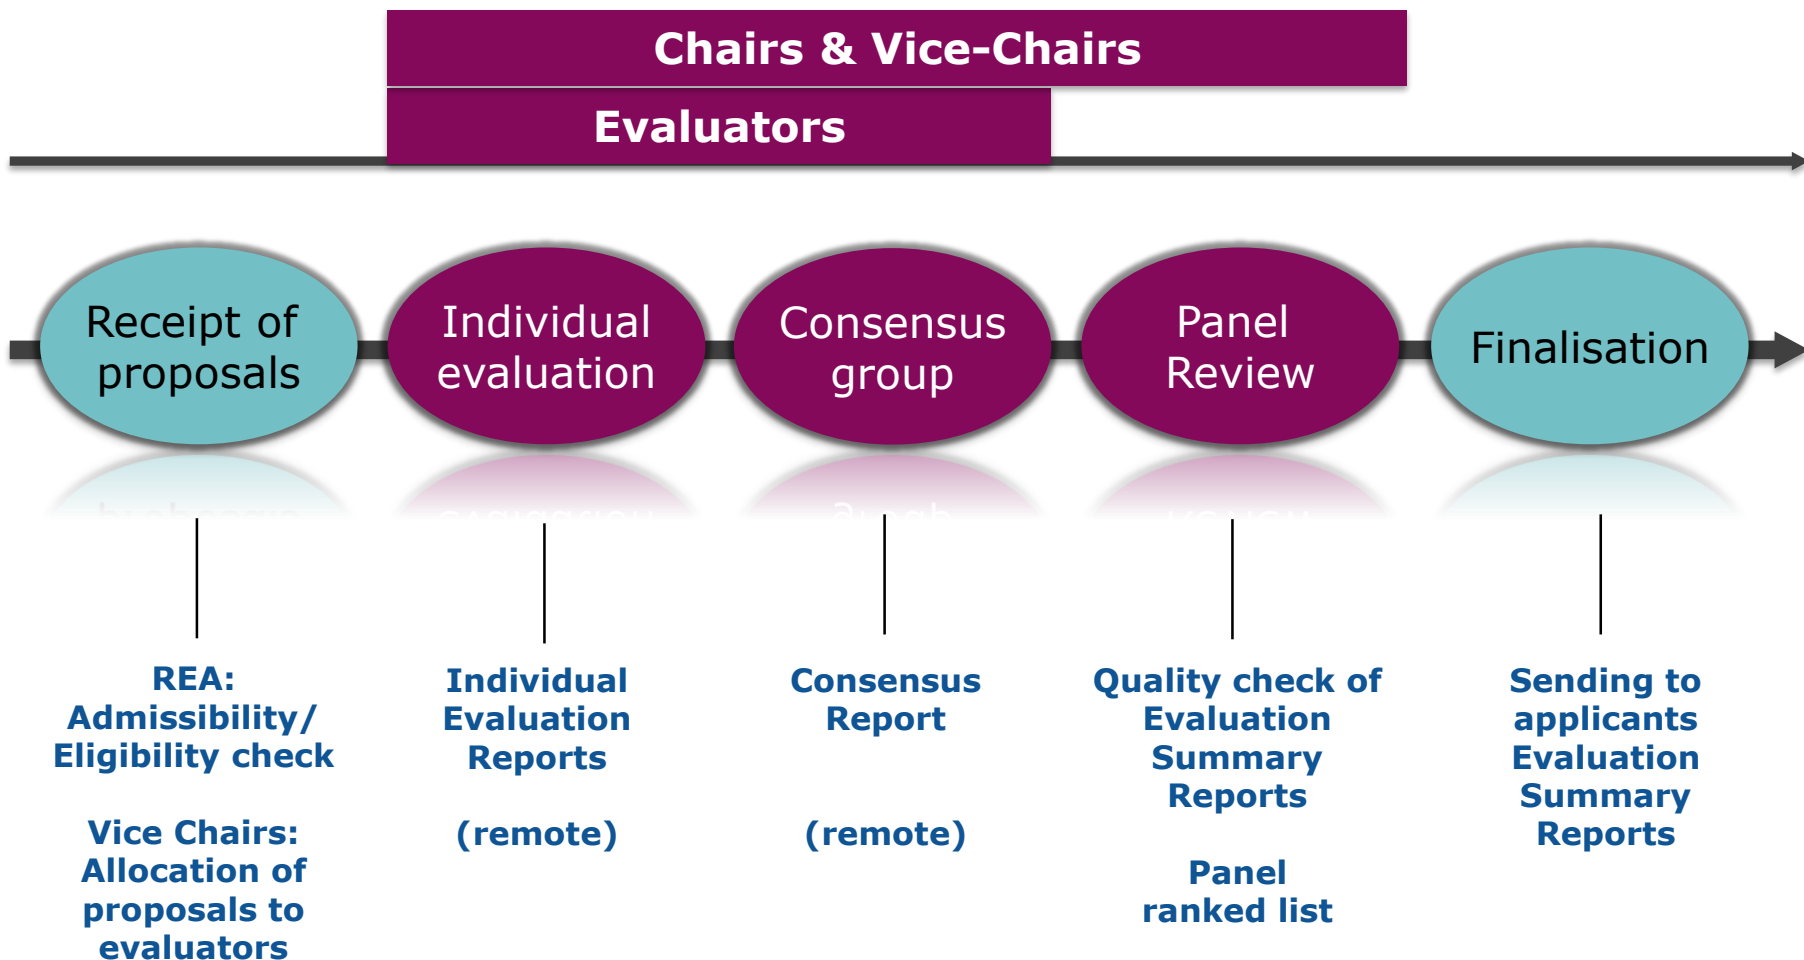 Chairs & Vice-Chairs
Evaluators
Receipt of
proposals
Individual
evaluation
Consensus
group
Panel
Review
Finalisation
REA:
Admissibility/
Eligibility check
Vice Chairs:
Allocation of
proposals to
evaluators
Individual
Evaluation
Reports
(remote)
Consensus
Report
(remote)
Quality check of
Evaluation
Summary
Reports
Panel
ranked list
Sending to
applicants
Evaluation
Summary
Reports